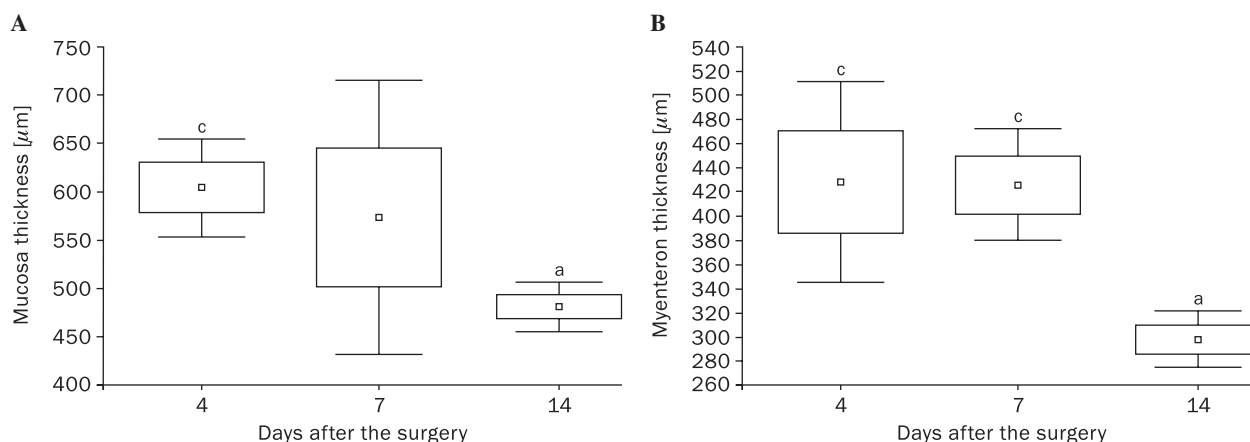 A
Mucosa thickness [μm]
750
700
650
600
550
500
450
400
c
a
4 7 14
Days after the surgery
B
Myenteron thickness [μm]
540
520
500
480
460
440
420
400
380
360
340
320
300
280
260
c
c
a
4 7 14
Days after the surgery